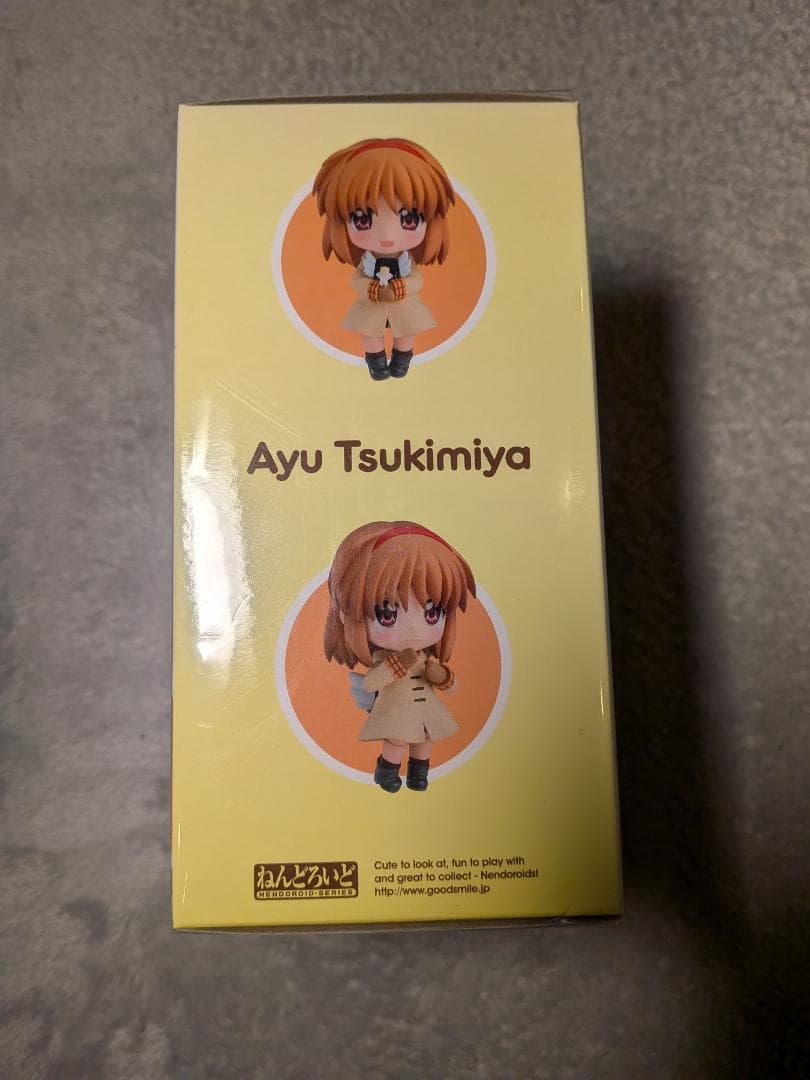 Ayu Tsukimiya
ねんどろいど
NENDOROID-SERIES
Cute to look at, fun to play with
and great to collect - Nendoroids!
http://www.goodsmile.jp